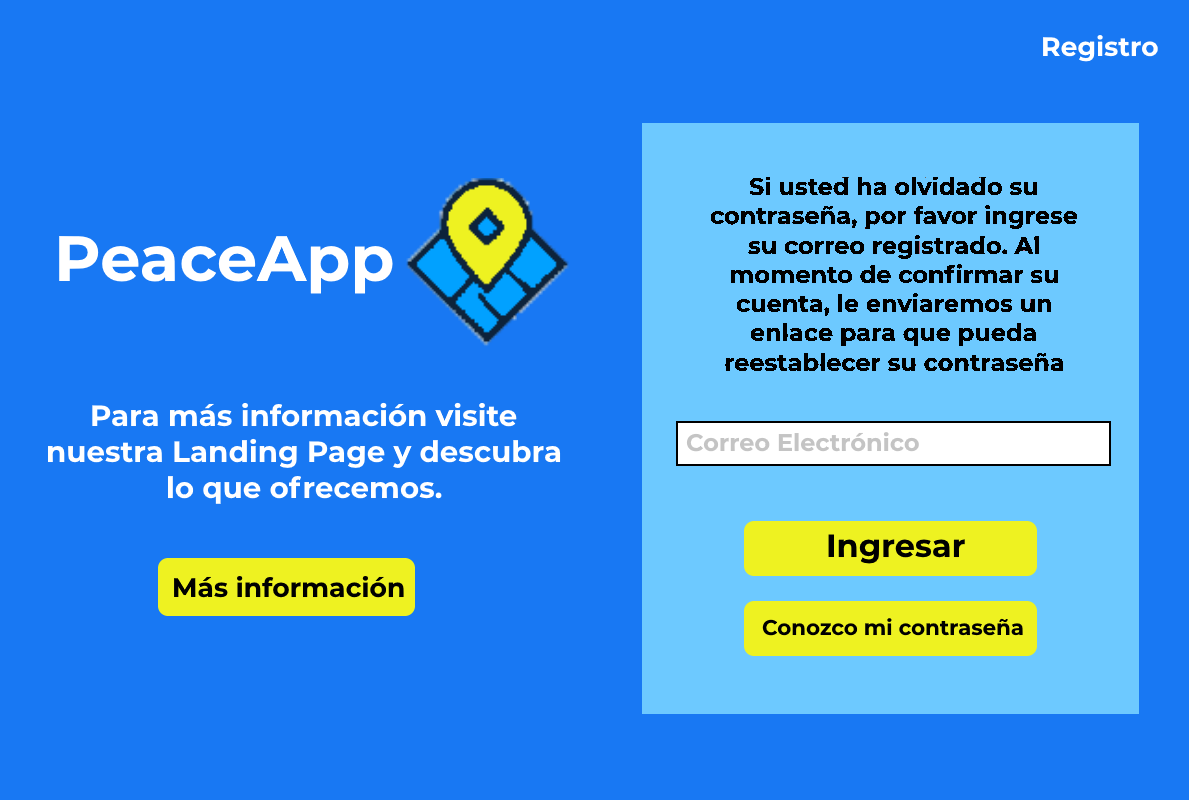 Registro
PeaceApp
Para más información visite
nuestra Landing Page y descubra
lo que ofrecemos.
Más información
Si usted ha olvidado su
contraseña, por favor ingrese
su correo registrado. Al
momento de confirmar su
cuenta, le enviaremos un
enlace para que pueda
reestablecer su contraseña
Correo Electrónico
Ingresar
Conozco mi contraseña